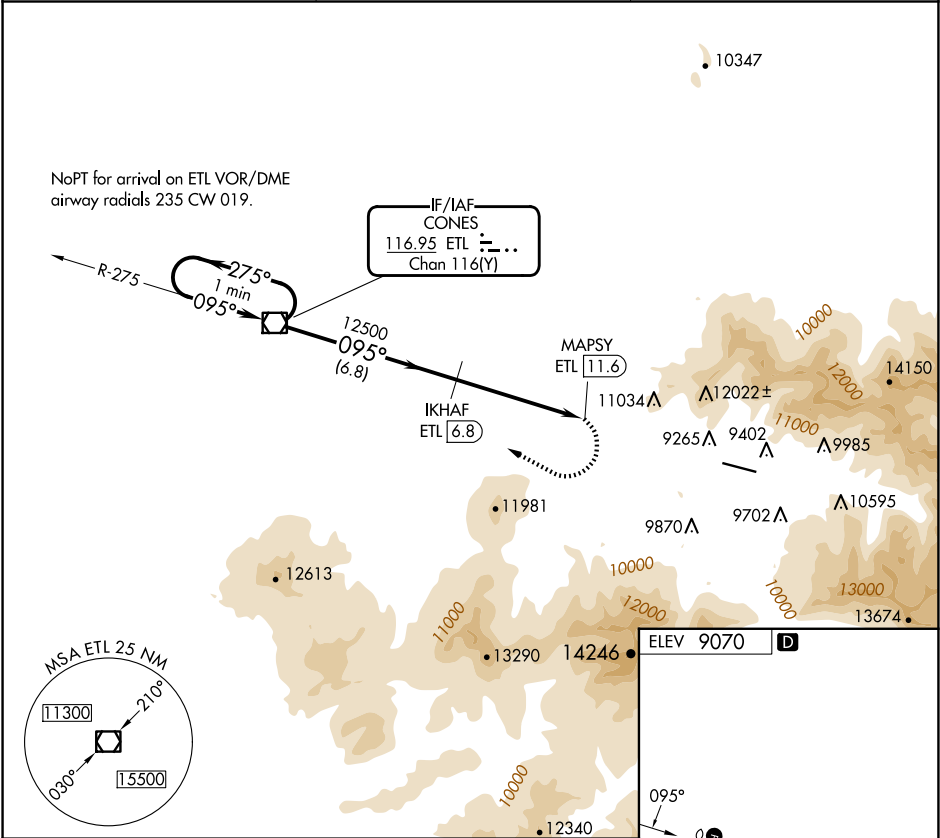 10347
NoPT for arrival on ETL VOR/DME
airway radials 235 CW 019.
IF/IAF
CONES
116.95 ETL
Chan 116(Y)
R-275
275°
1 min
095°
12500
095°
(6.8)
IKHAF
ETL 6.8
MAPSY
ETL 11.6
10000
12000
14150
11034
12022±
11000
9265
9402
9985
11981
9870
9702
10595
12613
10000
10000
13000
12000
11000
13674
13290
14246
ELEV 9070 D
MSA ETL 25 NM
210°
11300
15500
030°
10000
095°
12340